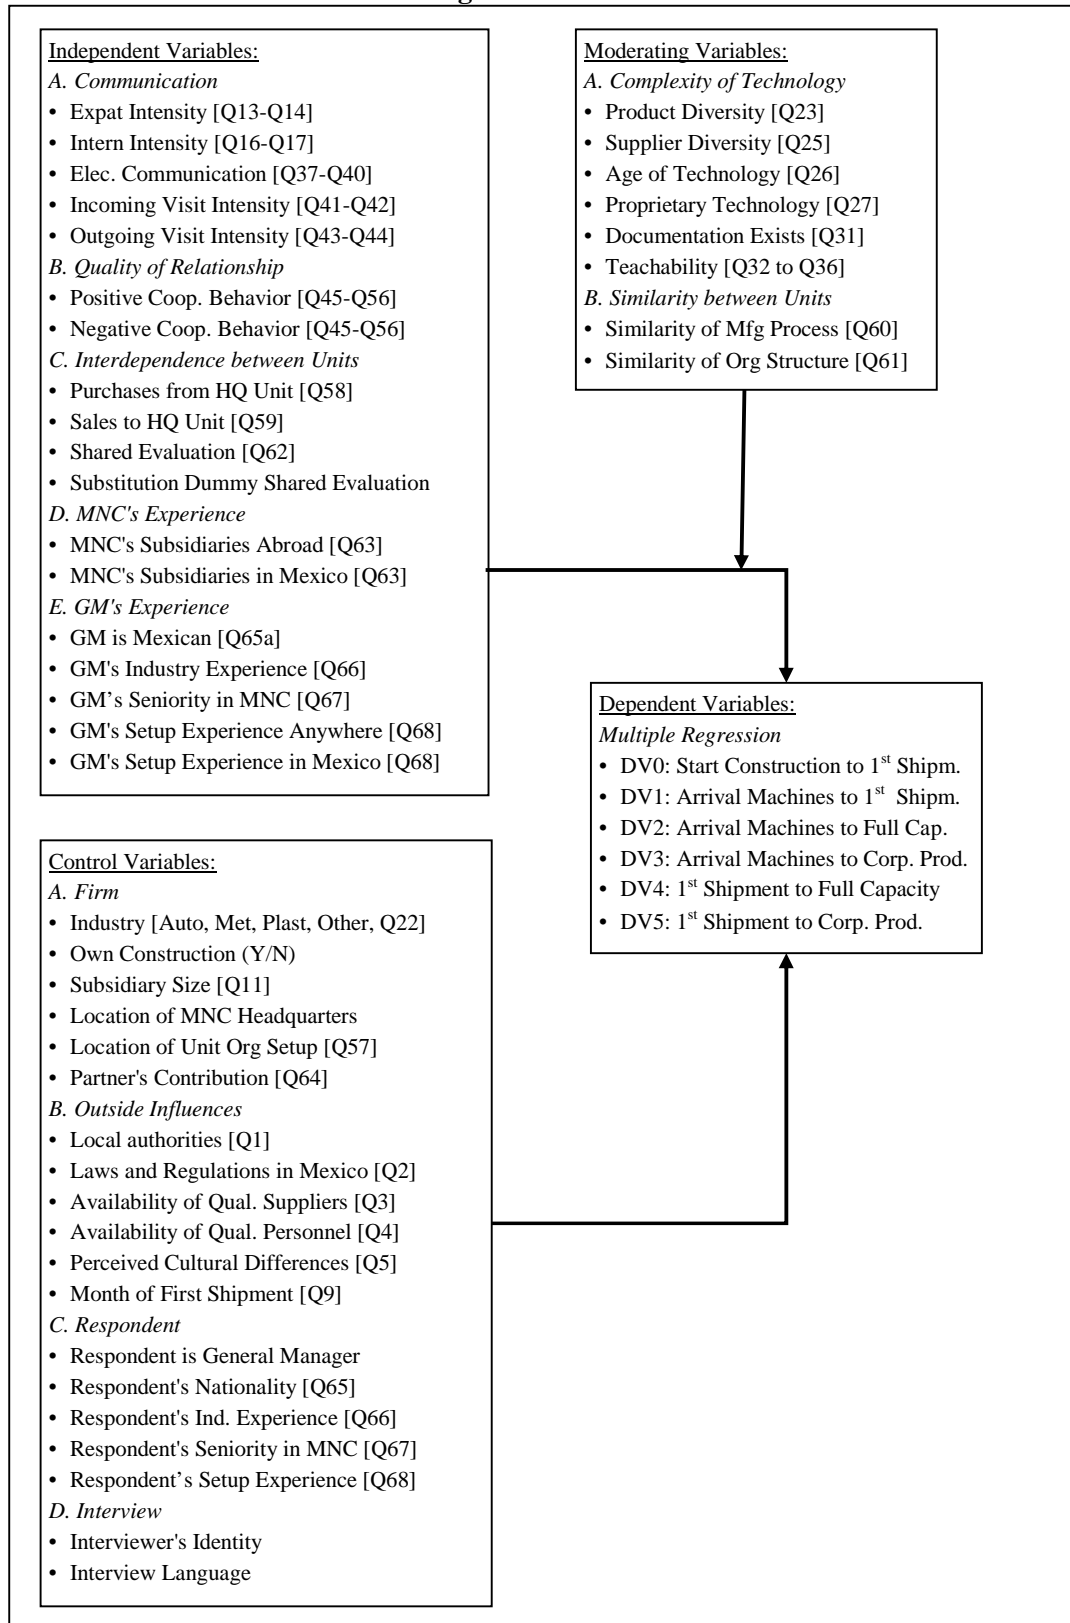 Independent Variables:
A. Communication
• Expat Intensity [Q13-Q14]
• Intern Intensity [Q16-Q17]
• Elec. Communication [Q37-Q40]
• Incoming Visit Intensity [Q41-Q42]
• Outgoing Visit Intensity [Q43-Q44]
B. Quality of Relationship
• Positive Coop. Behavior [Q45-Q56]
• Negative Coop. Behavior [Q45-Q56]
C. Interdependence between Units
• Purchases from HQ Unit [Q58]
• Sales to HQ Unit [Q59]
• Shared Evaluation [Q62]
• Substitution Dummy Shared Evaluation
D. MNC's Experience
• MNC's Subsidiaries Abroad [Q63]
• MNC's Subsidiaries in Mexico [Q63]
E. GM's Experience
• GM is Mexican [Q65a]
• GM's Industry Experience [Q66]
• GM’s Seniority in MNC [Q67]
• GM's Setup Experience Anywhere [Q68]
• GM's Setup Experience in Mexico [Q68]
Moderating Variables:
A. Complexity of Technology
• Product Diversity [Q23]
• Supplier Diversity [Q25]
• Age of Technology [Q26]
• Proprietary Technology [Q27]
• Documentation Exists [Q31]
• Teachability [Q32 to Q36]
B. Similarity between Units
• Similarity of Mfg Process [Q60]
• Similarity of Org Structure [Q61]
Dependent Variables:
Multiple Regression
• DV0: Start Construction to 1st Shipm.
• DV1: Arrival Machines to 1st Shipm.
• DV2: Arrival Machines to Full Cap.
• DV3: Arrival Machines to Corp. Prod.
• DV4: 1st Shipment to Full Capacity
• DV5: 1st Shipment to Corp. Prod.
Control Variables:
A. Firm
• Industry [Auto, Met, Plast, Other, Q22]
• Own Construction (Y/N)
• Subsidiary Size [Q11]
• Location of MNC Headquarters
• Location of Unit Org Setup [Q57]
• Partner's Contribution [Q64]
B. Outside Influences
• Local authorities [Q1]
• Laws and Regulations in Mexico [Q2]
• Availability of Qual. Suppliers [Q3]
• Availability of Qual. Personnel [Q4]
• Perceived Cultural Differences [Q5]
• Month of First Shipment [Q9]
C. Respondent
• Respondent is General Manager
• Respondent's Nationality [Q65]
• Respondent's Ind. Experience [Q66]
• Respondent's Seniority in MNC [Q67]
• Respondent’s Setup Experience [Q68]
D. Interview
• Interviewer's Identity
• Interview Language